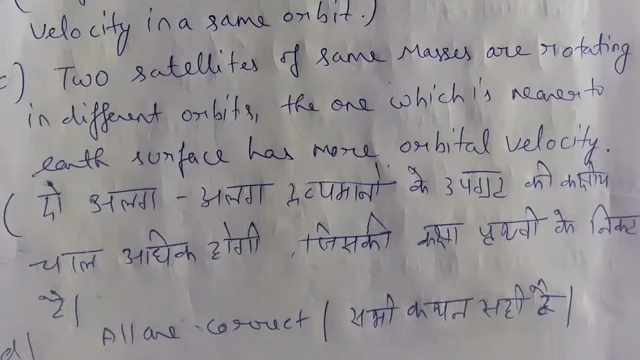 velocity in a same orbit.)
c) Two satellites of same masses are rotating
in different orbits, the one which is nearer to
earth surface has more orbital velocity.
( दो अलग - अलग द्रव्यमानों के उपग्रह की कक्षीय
चाल अधिक होगी, जिसकी कक्षा पृथ्वी के निकट
है|
d) All are correct | सभी कथन सही है |